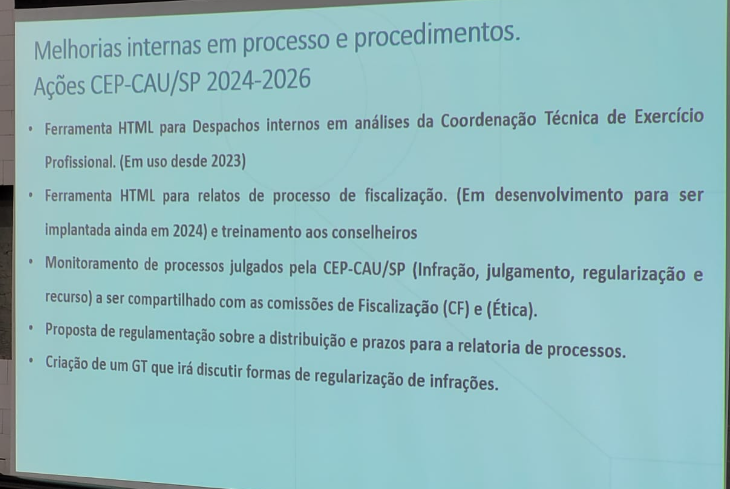 Melhorias internas em processo e procedimentos.
Ações CEP-CAU/SP 2024-2026
• Ferramenta HTML para Despachos internos em análises da Coordenação Técnica de Exercício
Profissional. (Em uso desde 2023)
• Ferramenta HTML para relatos de processo de fiscalização. (Em desenvolvimento para ser
implantada ainda em 2024) e treinamento aos conselheiros
• Monitoramento de processos julgados pela CEP-CAU/SP (Infração, julgamento, regularização e
recurso) a ser compartilhado com as comissões de Fiscalização (CF) e (Ética).
• Proposta de regulamentação sobre a distribuição e prazos para a relatoria de processos.
• Criação de um GT que irá discutir formas de regularização de infrações.